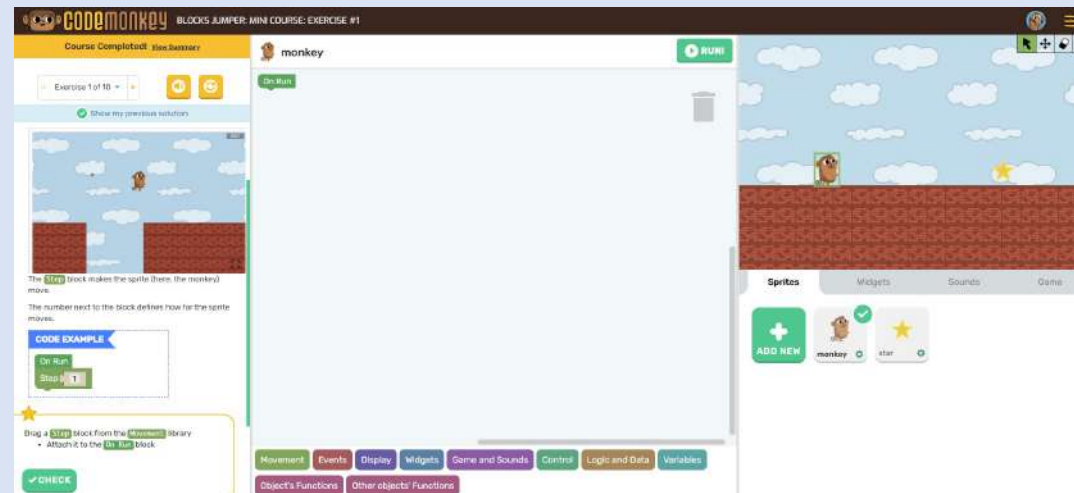 CODEMONKEY BLOCKS JUMPER: MINI COURSE: EXERCISE #1
Course Completed! View Summary
Exercise 1 of 18
Show my previous solution
The Step block makes the sprite (here, the monkey)
move.
The number next to the block defines how far the sprite
moves.
CODE EXAMPLE
On Run
Step 1
Drag a Step block from the Movement library
• Attach it to the On Run block
CHECK
monkey
RUN!
On Run
Movement Events Display Widgets Game and Sounds Control Logic and Data Variables
Object's Functions Other objects' Functions
Sprites Widgets Sounds Game
ADD NEW
monkey
star